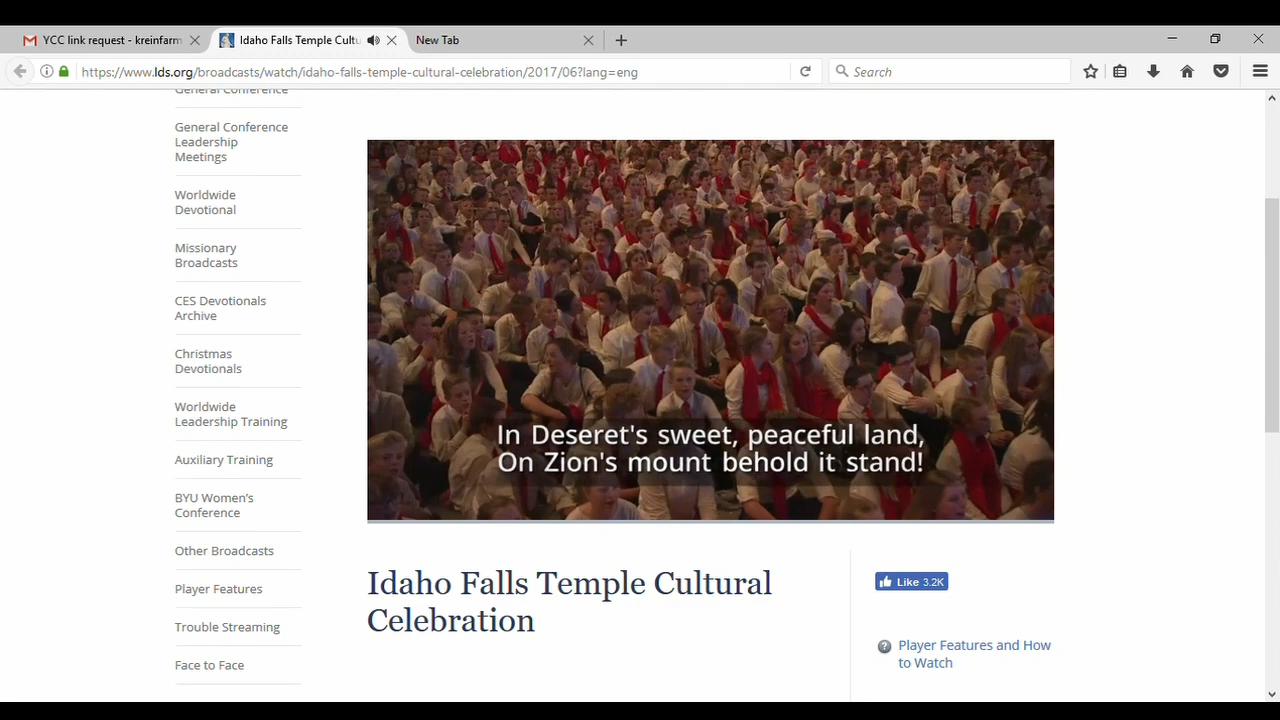 YCC link request - kreinfarm
Idaho Falls Temple Cultu
New Tab
https://www.lds.org/broadcasts/watch/idaho-falls-temple-cultural-celebration/2017/06?lang=eng
Search
General Conference
General Conference
Leadership
Meetings
Worldwide
Devotional
Missionary
Broadcasts
CES Devotionals
Archive
Christmas
Devotionals
Worldwide
Leadership Training
Auxiliary Training
BYU Women's
Conference
Other Broadcasts
Player Features
Trouble Streaming
Face to Face
In Deseret's sweet, peaceful land,
On Zion's mount behold it stand!
Idaho Falls Temple Cultural
Celebration
Like 3.2K
Player Features and How
to Watch